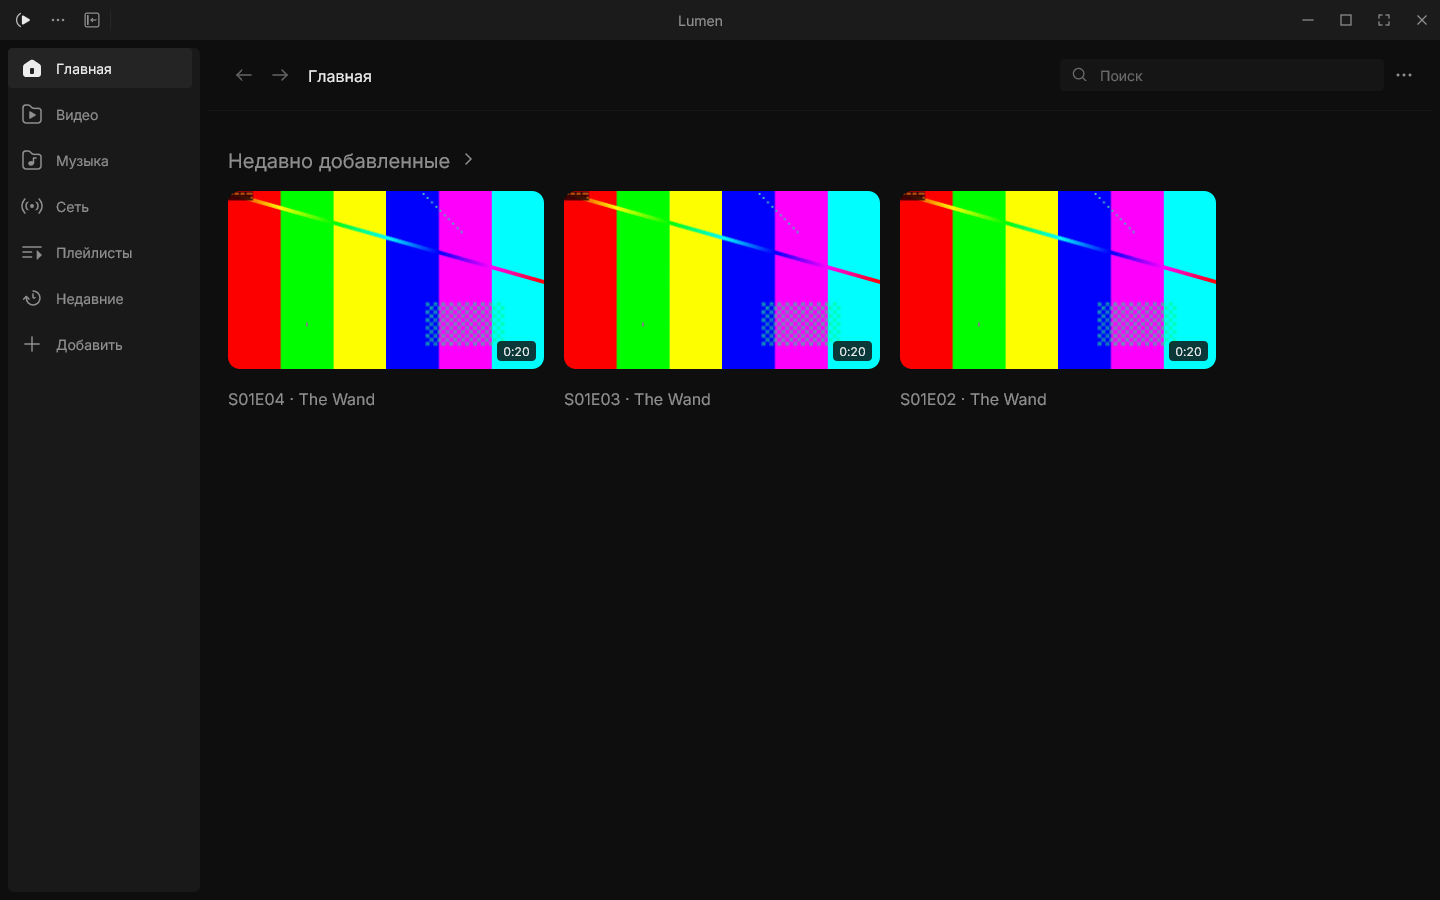 Lumen
Главная
Видео
Музыка
Сеть
Плейлисты
Недавние
Добавить
Главная
Поиск
Недавно добавленные
0:20
0:20
0:20
S01E04 · The Wand
S01E03 · The Wand
S01E02 · The Wand